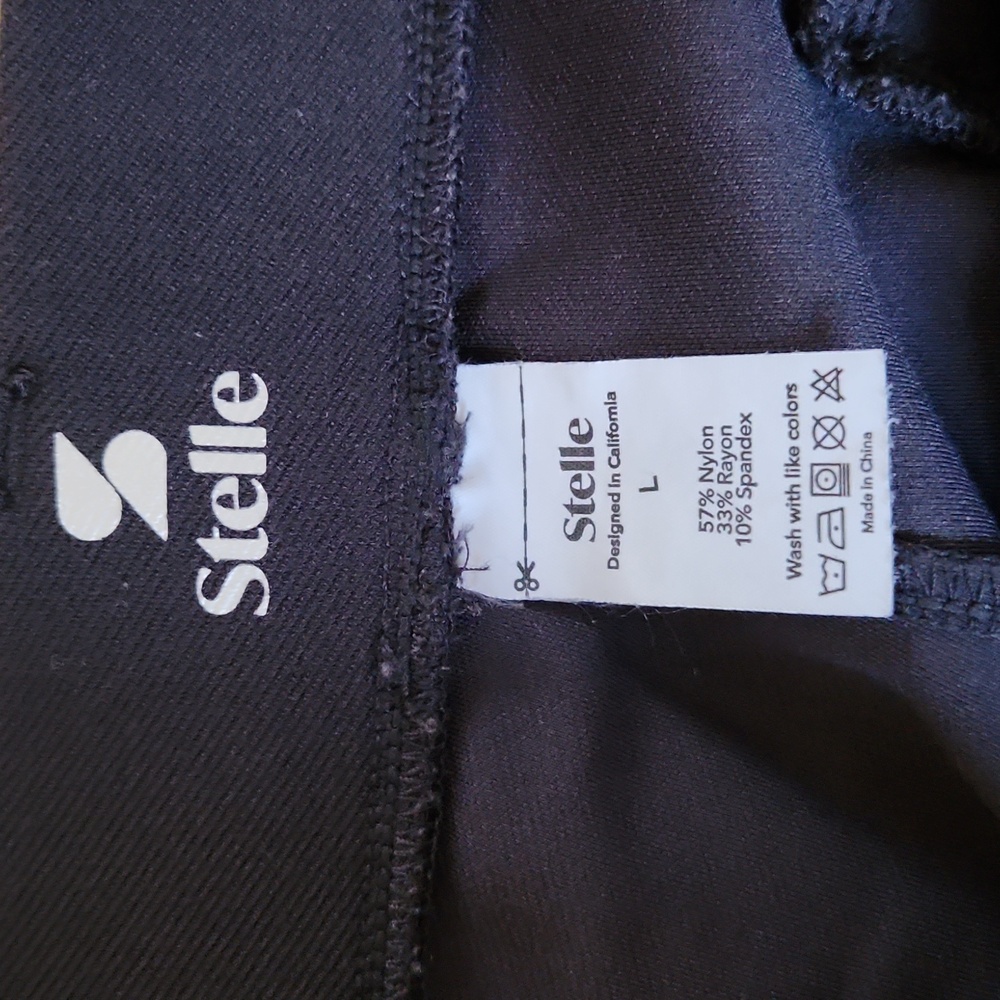 Stelle
Stelle
Designed In California
L
57% Nylon
33% Rayon
10% Spandex
Wash with like colors
Made In China